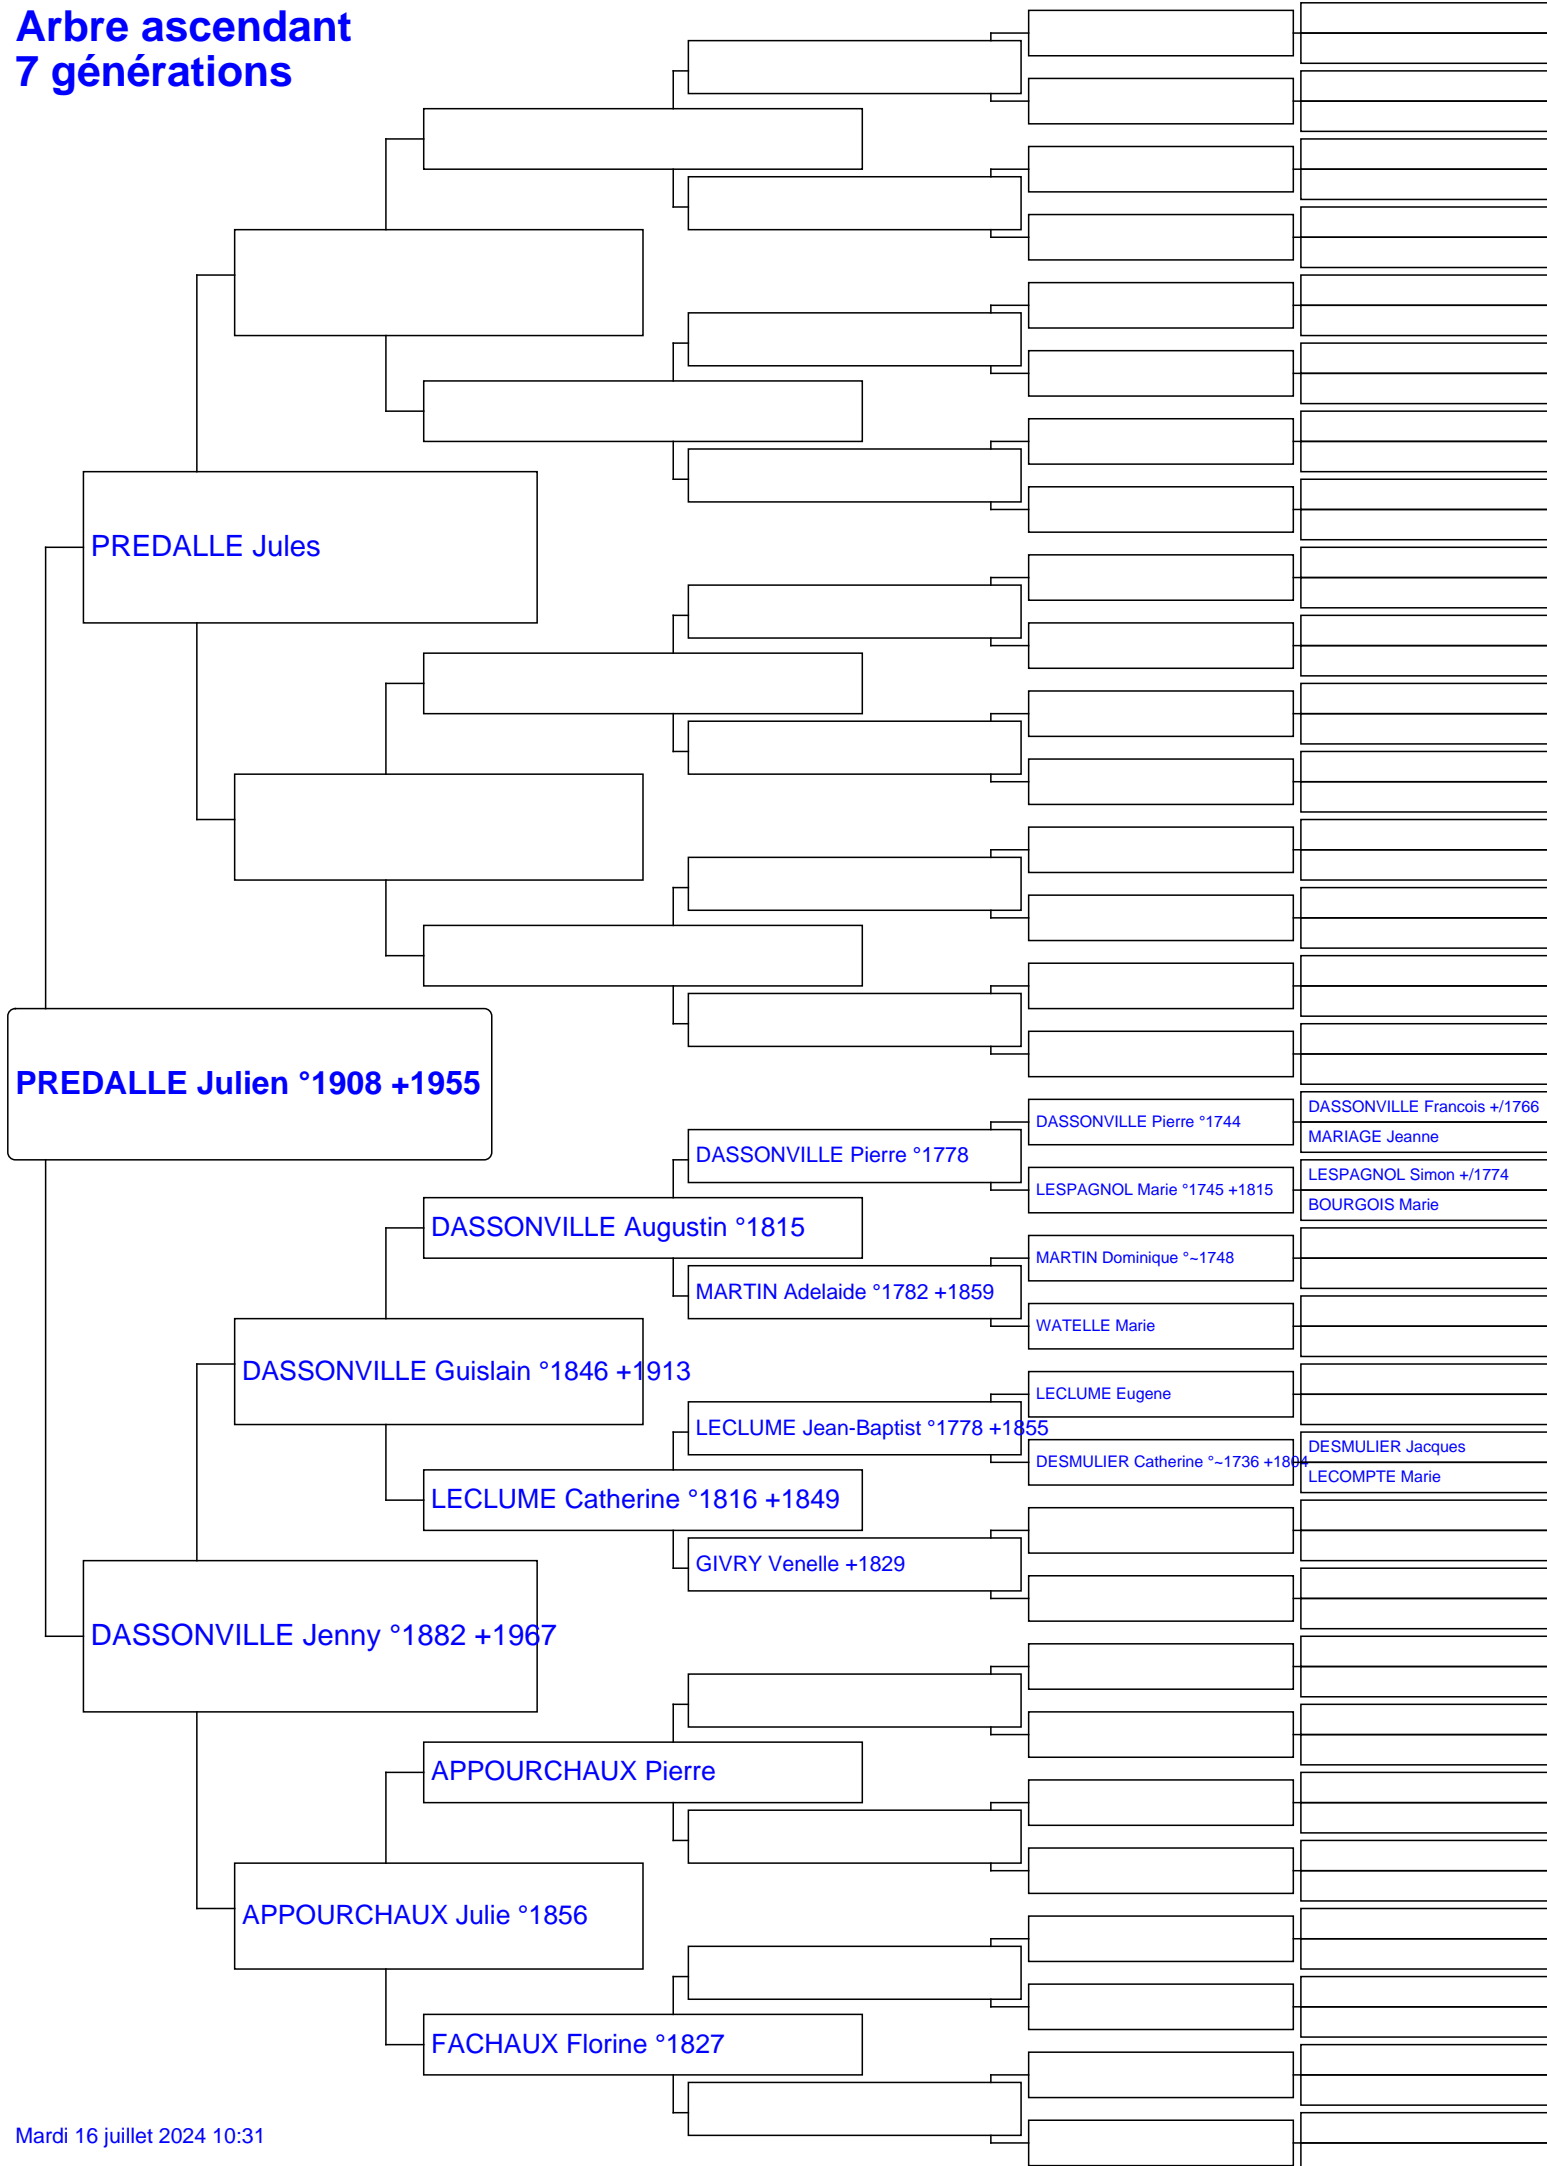 Arbre ascendant
7 générations
PREDALLE Jules
PREDALLE Julien °1908 +1955
DASSONVILLE Francois +/1766
DASSONVILLE Pierre °1744
MARIAGE Jeanne
DASSONVILLE Pierre °1778
LESPAGNOL Simon +/1774
LESPAGNOL Marie °1745 +1815
BOURGOIS Marie
DASSONVILLE Augustin °1815
MARTIN Dominique °~1748
MARTIN Adelaide °1782 +1859
WATELLE Marie
DASSONVILLE Guislain °1846 +1913
LECLUME Eugene
LECLUME Jean-Baptist °1778 +1855
DESMULIER Jacques
DESMULIER Catherine °~1736 +1804
LECOMPTE Marie
LECLUME Catherine °1816 +1849
GIVRY Venelle +1829
DASSONVILLE Jenny °1882 +1967
APPOURCHAUX Pierre
APPOURCHAUX Julie °1856
FACHAUX Florine °1827
Mardi 16 juillet 2024 10:31